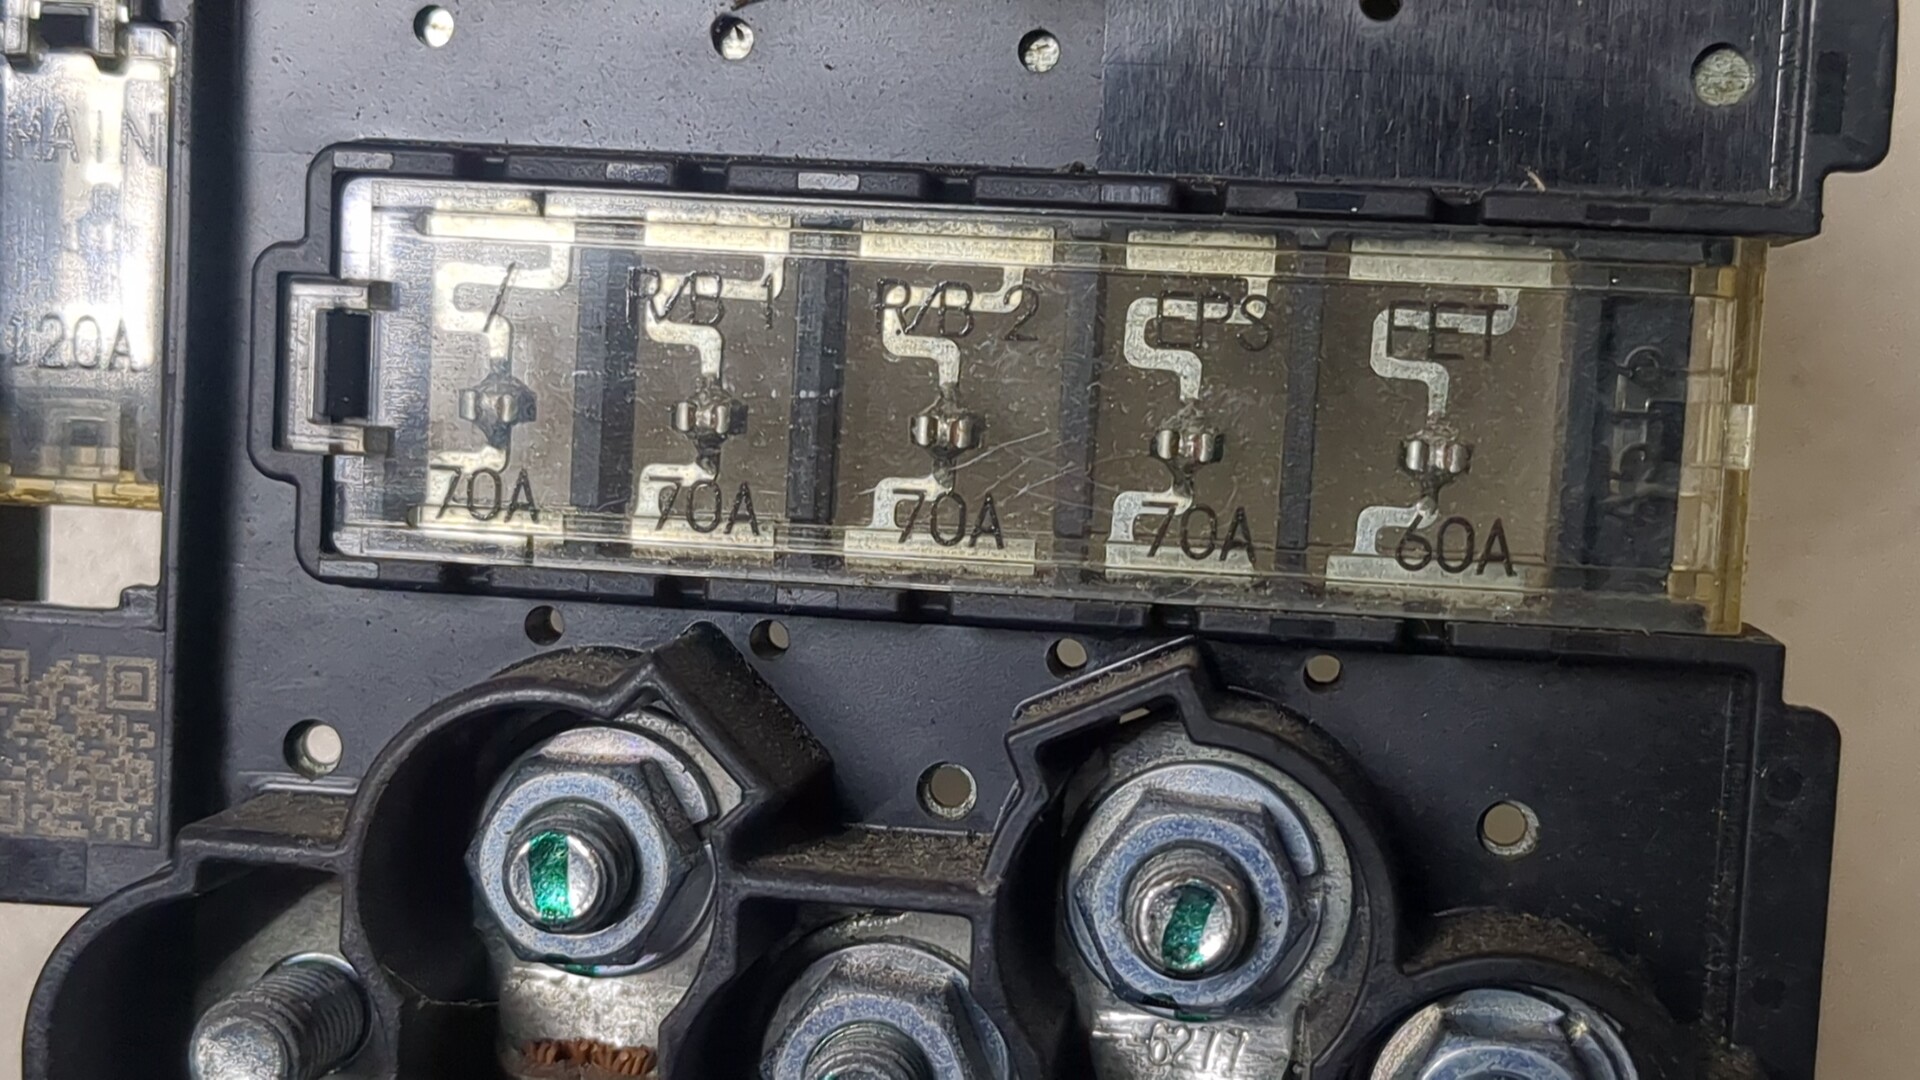 MAIN
120A
/
R/B 1
R/B 2
EPS
FET
70A
70A
70A
70A
60A
6277